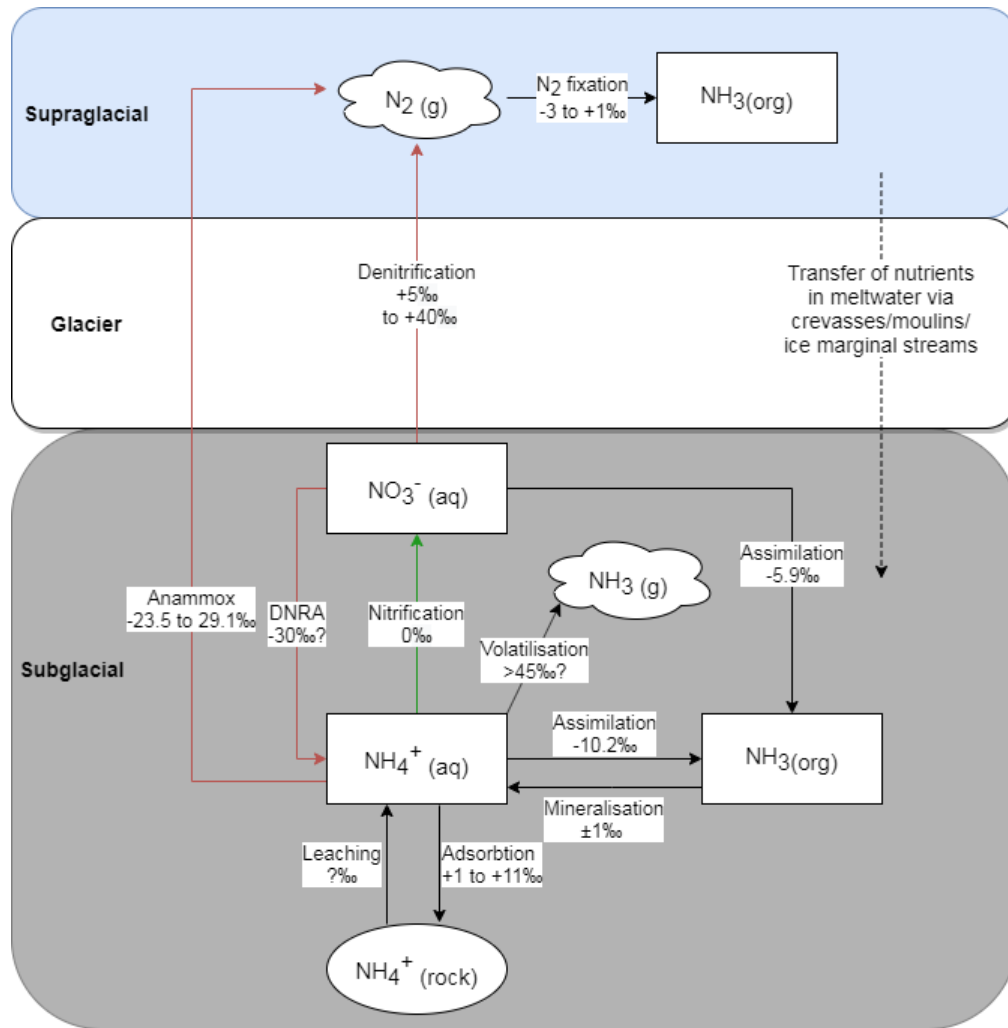 N2 (g)
N2 fixation
-3 to +1‰
NH3(org)
Supraglacial
Denitrification
+5‰
to +40‰
Transfer of nutrients
in meltwater via
crevasses/moulins/
ice marginal streams
Glacier
NO3- (aq)
Assimilation
-5.9‰
NH3 (g)
Anammox
-23.5 to 29.1‰
DNRA
-30‰?
Nitrification
0‰
Volatilisation
>45‰?
Subglacial
NH4+ (aq)
Assimilation
-10.2‰
NH3(org)
Mineralisation
±1‰
Leaching
?‰
Adsorbtion
+1 to +11‰
NH4+ (rock)